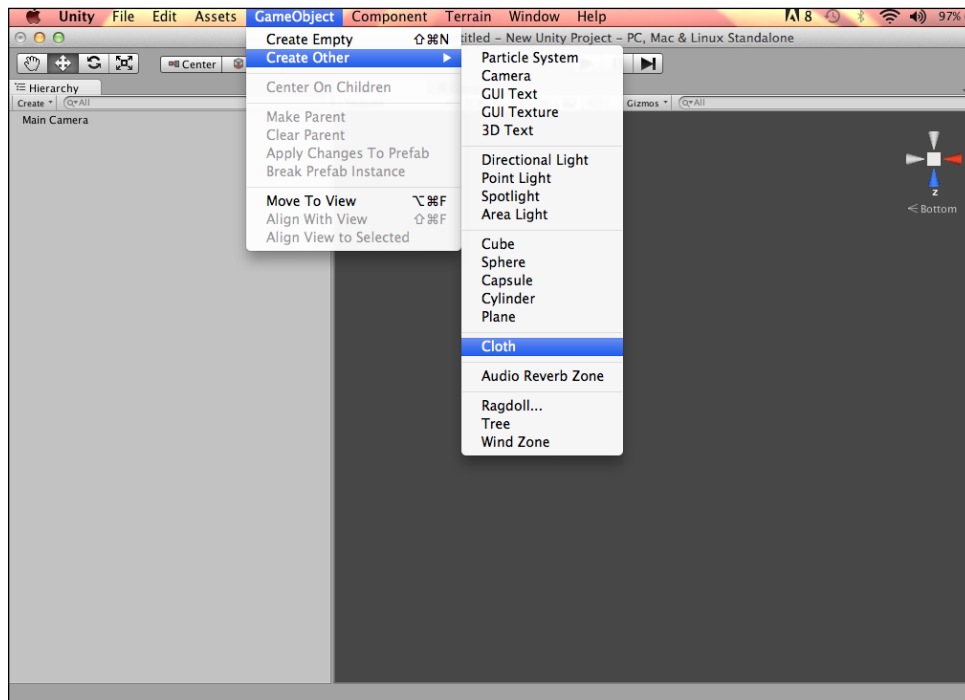 Unity File Edit Assets GameObject Component Terrain Window Help 8 97%
titled – New Unity Project – PC, Mac & Linux Standalone
Center
Hierarchy
Create All
Main Camera
Create Empty ⇧⌘N
Create Other
Center On Children
Make Parent
Clear Parent
Apply Changes To Prefab
Break Prefab Instance
Move To View ⌥⌘F
Align With View ⇧⌘F
Align View to Selected
Particle System
Camera
GUI Text
GUI Texture
3D Text
Directional Light
Point Light
Spotlight
Area Light
Cube
Sphere
Capsule
Cylinder
Plane
Cloth
Audio Reverb Zone
Ragdoll...
Tree
Wind Zone
Gizmos All
z
Bottom